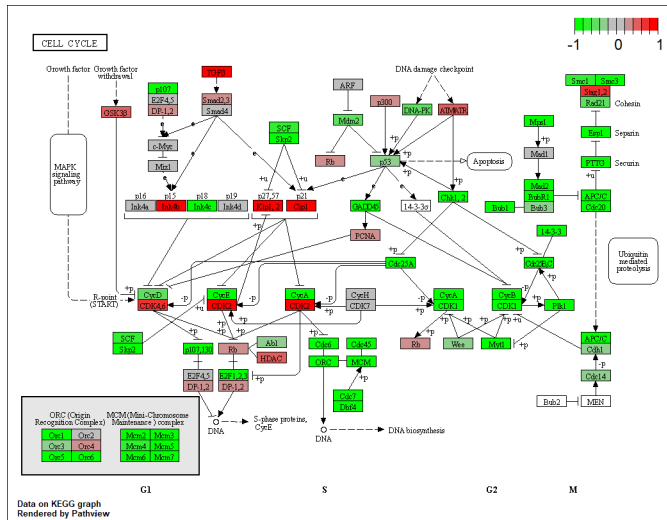 -1 0 1
CELL CYCLE
Growth factor
Growth factor
withdrawal
p107
E2F4,5
DP-1,2
TGFβ
Smad2,3
Smad4
GSK3β
ARF
Mdm2
p300
DNA damage checkpoint
DNA-PK
ATM/ATR
Smc1 Smc3
Stag1,2
Rad21
Cohesin
Mps1
Mad1
Esp1
Separin
PTTG
Securin
c-Myc
Miz1
SCF
Skp2
Rb
p53
Apoptosis
MAPK
signaling
pathway
Mad2
BubR1
Bub3
Bub1
APC/C
Cdc20
p16 p15 p18 p19 p27,57 p21
Ink4a Ink4b Ink4c Ink4d Kip1,2 Cip1
GADD45
14-3-3σ
Chk1,2
PCNA
14-3-3
Cdc25A
Cdc25B,C
Ubiquitin
mediated
proteolysis
R-point
(START)
CycD
CDK4,6
CycE
CDK2
CycA
CDK2
CycH
CDK7
CycA
CDK1
CycB
CDK1
Plk1
SCF
Skp2
p107,130
E2F4,5
DP-1,2
Rb
Abl
HDAC
E2F1,2,3
DP-1,2
Cdc6
Cdc45
ORC
MCM
Cdc7
Dbf4
Rb
Wee
Myt1
APC/C
Cdh1
Cdc14
Bub2
MEN
DNA
S-phase proteins,
CycE
DNA
DNA biosynthesis
ORC (Origin
Recognition Complex)
MCM (Mini-Chromosome
Maintenance) complex
Orc1 Orc2 Mcm2 Mcm3
Orc3 Orc4 Mcm4 Mcm5
Orc5 Orc6 Mcm6 Mcm7
G1 S G2 M
Data on KEGG graph
Rendered by Pathview